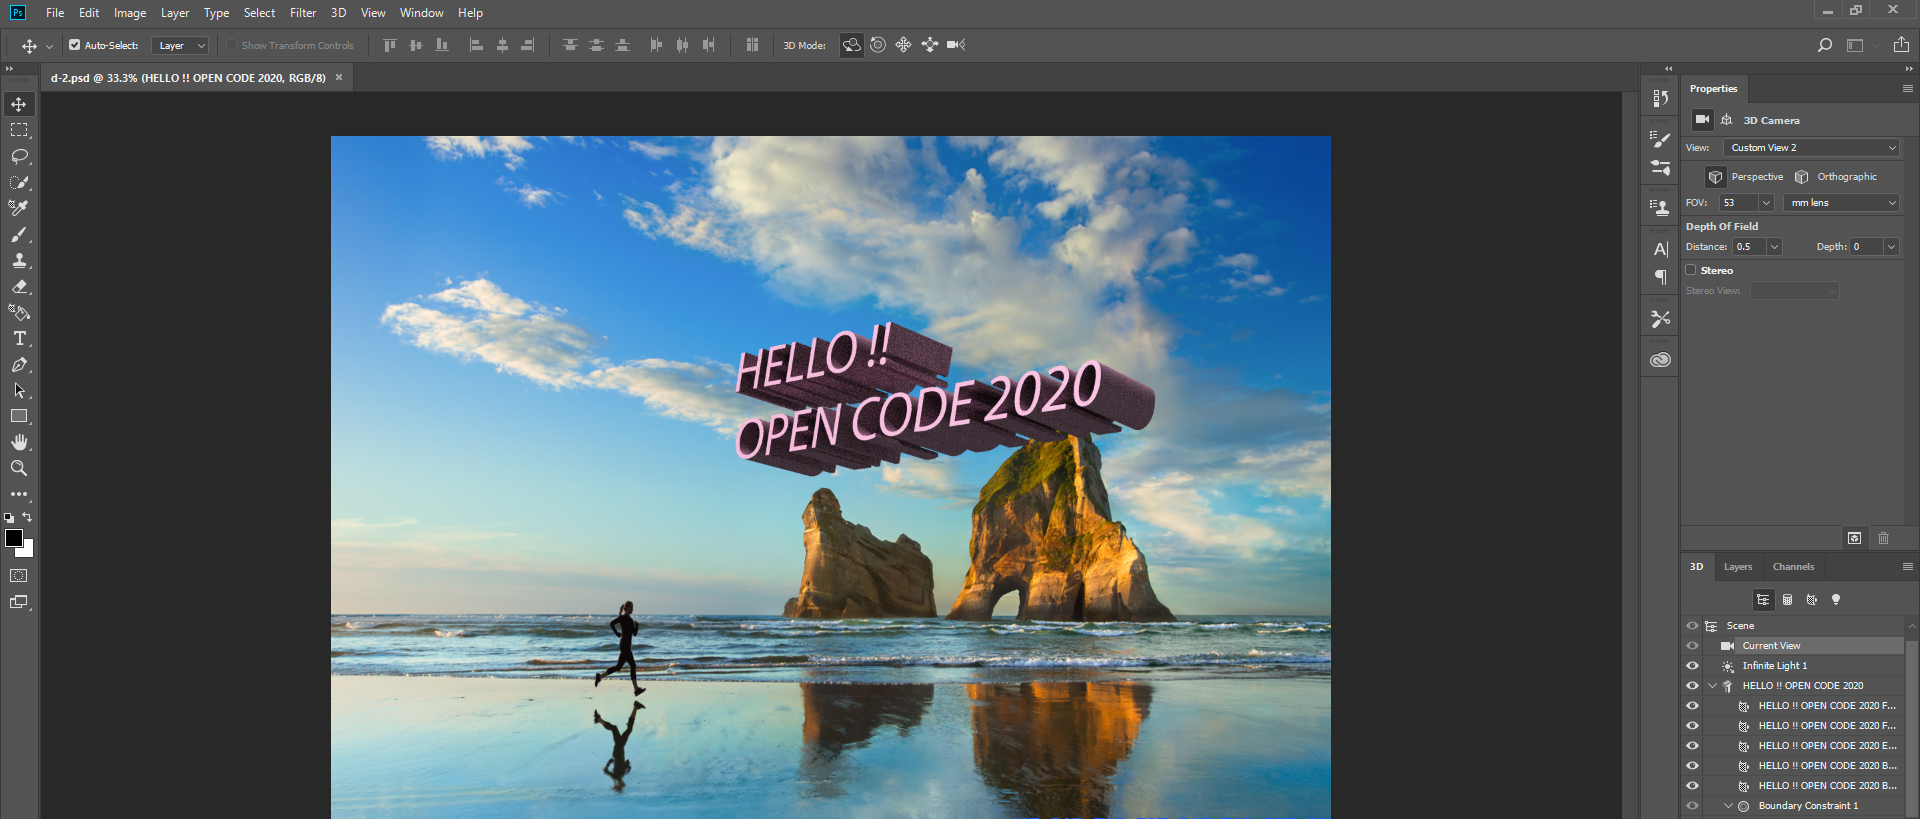 Ps File Edit Image Layer Type Select Filter 3D View Window Help
Auto-Select: Layer Show Transform Controls 3D Mode:
d-2.psd @ 33.3% (HELLO !! OPEN CODE 2020, RGB/8) ×
HELLO !!
OPEN CODE 2020
Properties
3D Camera
View: Custom View 2
Perspective Orthographic
FOV: 53 mm lens
Depth Of Field
Distance: 0.5 Depth: 0
Stereo
Stereo View:
3D Layers Channels
Scene
Current View
Infinite Light 1
HELLO !! OPEN CODE 2020
HELLO !! OPEN CODE 2020 F...
HELLO !! OPEN CODE 2020 F...
HELLO !! OPEN CODE 2020 E...
HELLO !! OPEN CODE 2020 B...
HELLO !! OPEN CODE 2020 B...
Boundary Constraint 1